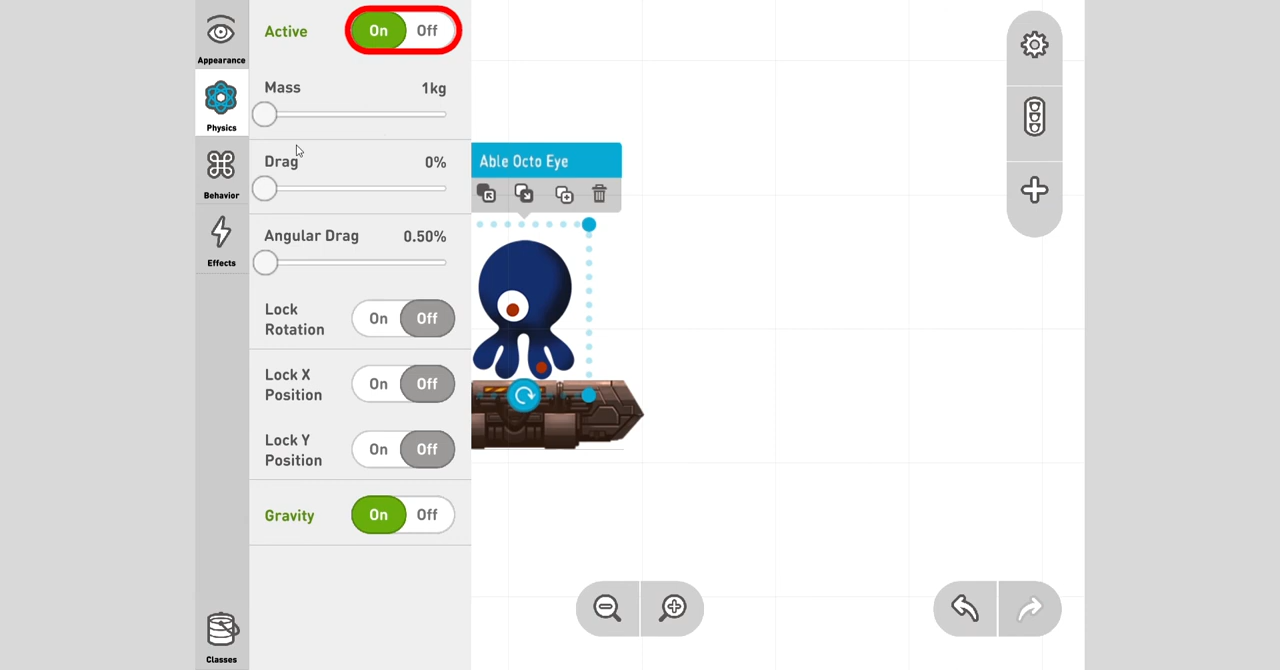 Appearance
Physics
Behavior
Effects
Classes
Active
On Off
Mass 1kg
Drag 0%
Angular Drag 0.50%
Lock
Rotation
On Off
Lock X
Position
On Off
Lock Y
Position
On Off
Gravity
On Off
Able Octo Eye